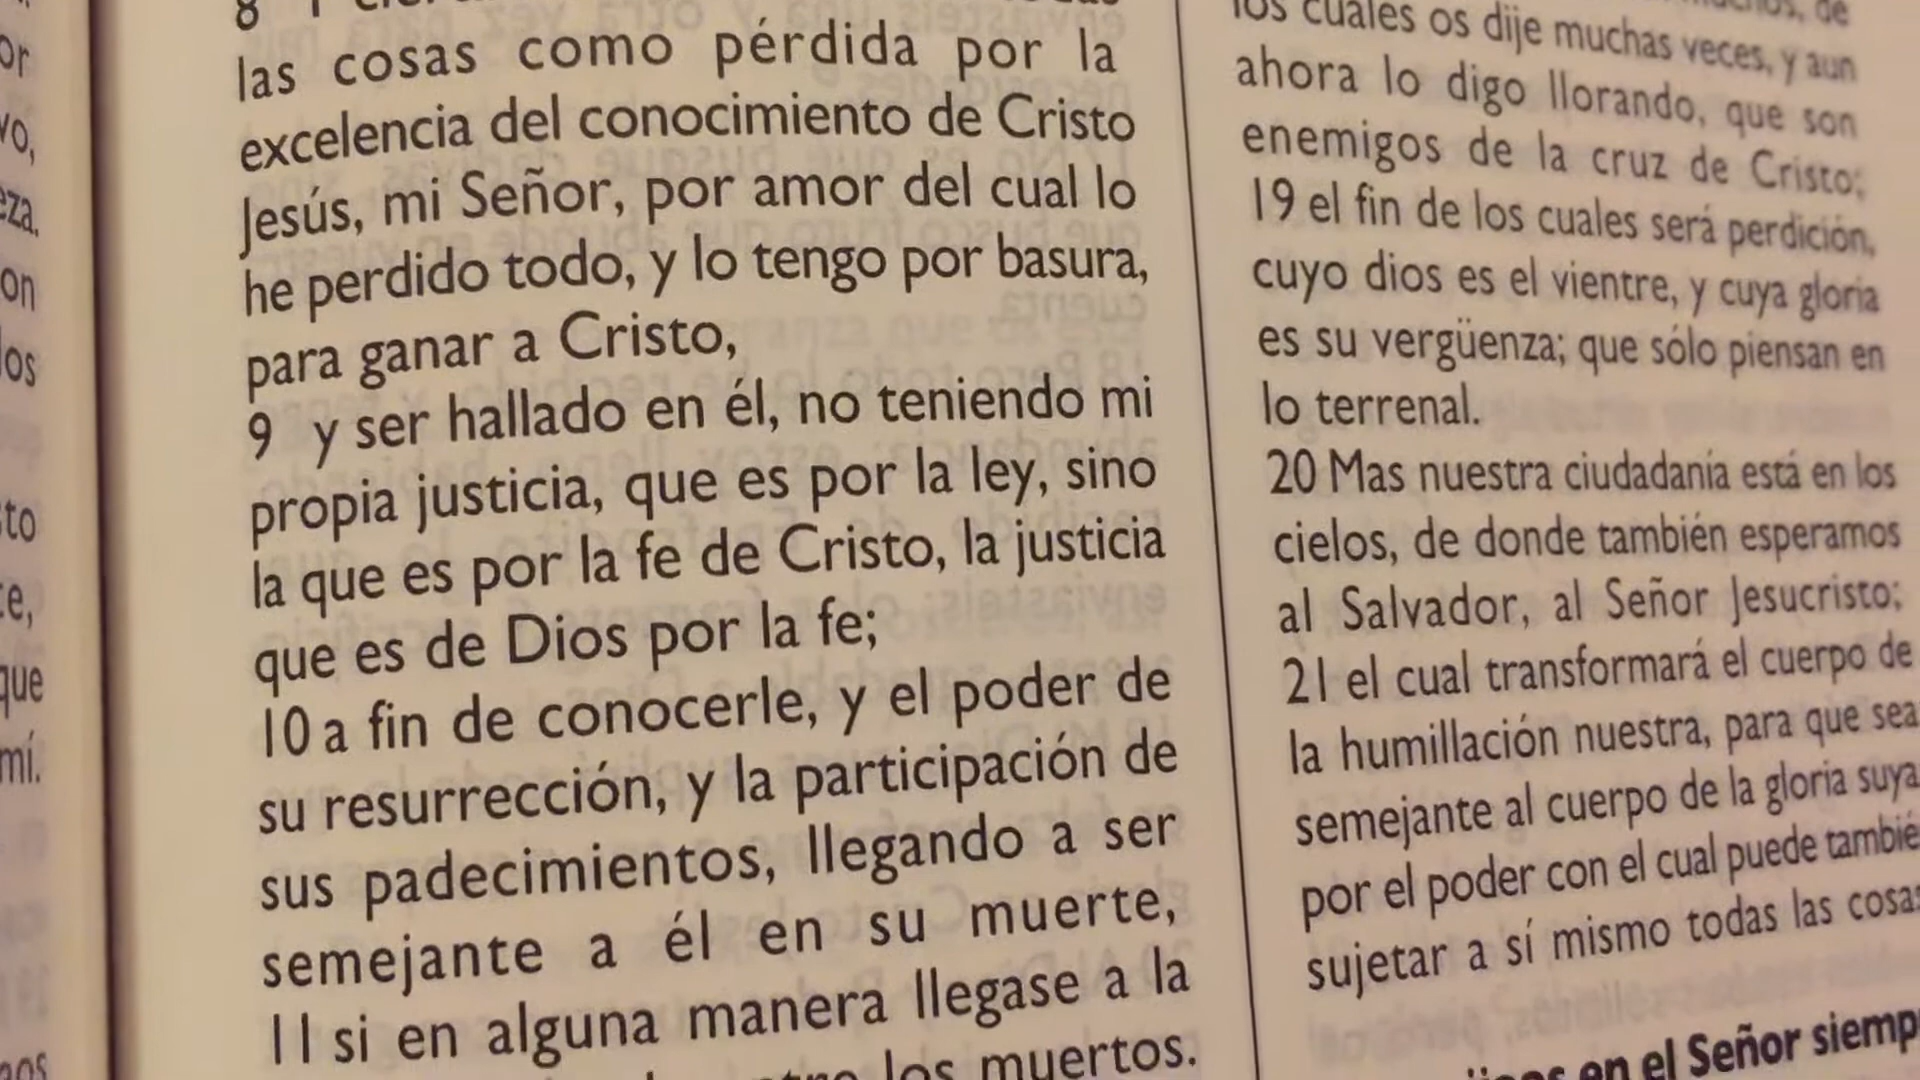 8
las cosas como pérdida por la
excelencia del conocimiento de Cristo
Jesús, mi Señor, por amor del cual lo
he perdido todo, y lo tengo por basura,
para ganar a Cristo,
9 y ser hallado en él, no teniendo mi
propia justicia, que es por la ley, sino
la que es por la fe de Cristo, la justicia
que es de Dios por la fe;
10 a fin de conocerle, y el poder de
su resurrección, y la participación de
sus padecimientos, llegando a ser
semejante a él en su muerte,
11 si en alguna manera llegase a la
los muertos.
los cuales os dije muchas veces, y aun
ahora lo digo llorando, que son
enemigos de la cruz de Cristo;
19 el fin de los cuales será perdición,
cuyo dios es el vientre, y cuya gloria
es su vergüenza; que sólo piensan en
lo terrenal.
20 Mas nuestra ciudadanía está en los
cielos, de donde también esperamos
al Salvador, al Señor Jesucristo;
21 el cual transformará el cuerpo de
la humillación nuestra, para que sea
semejante al cuerpo de la gloria suya
por el poder con el cual puede tambié
sujetar a sí mismo todas las cosas
en el Señor siemp